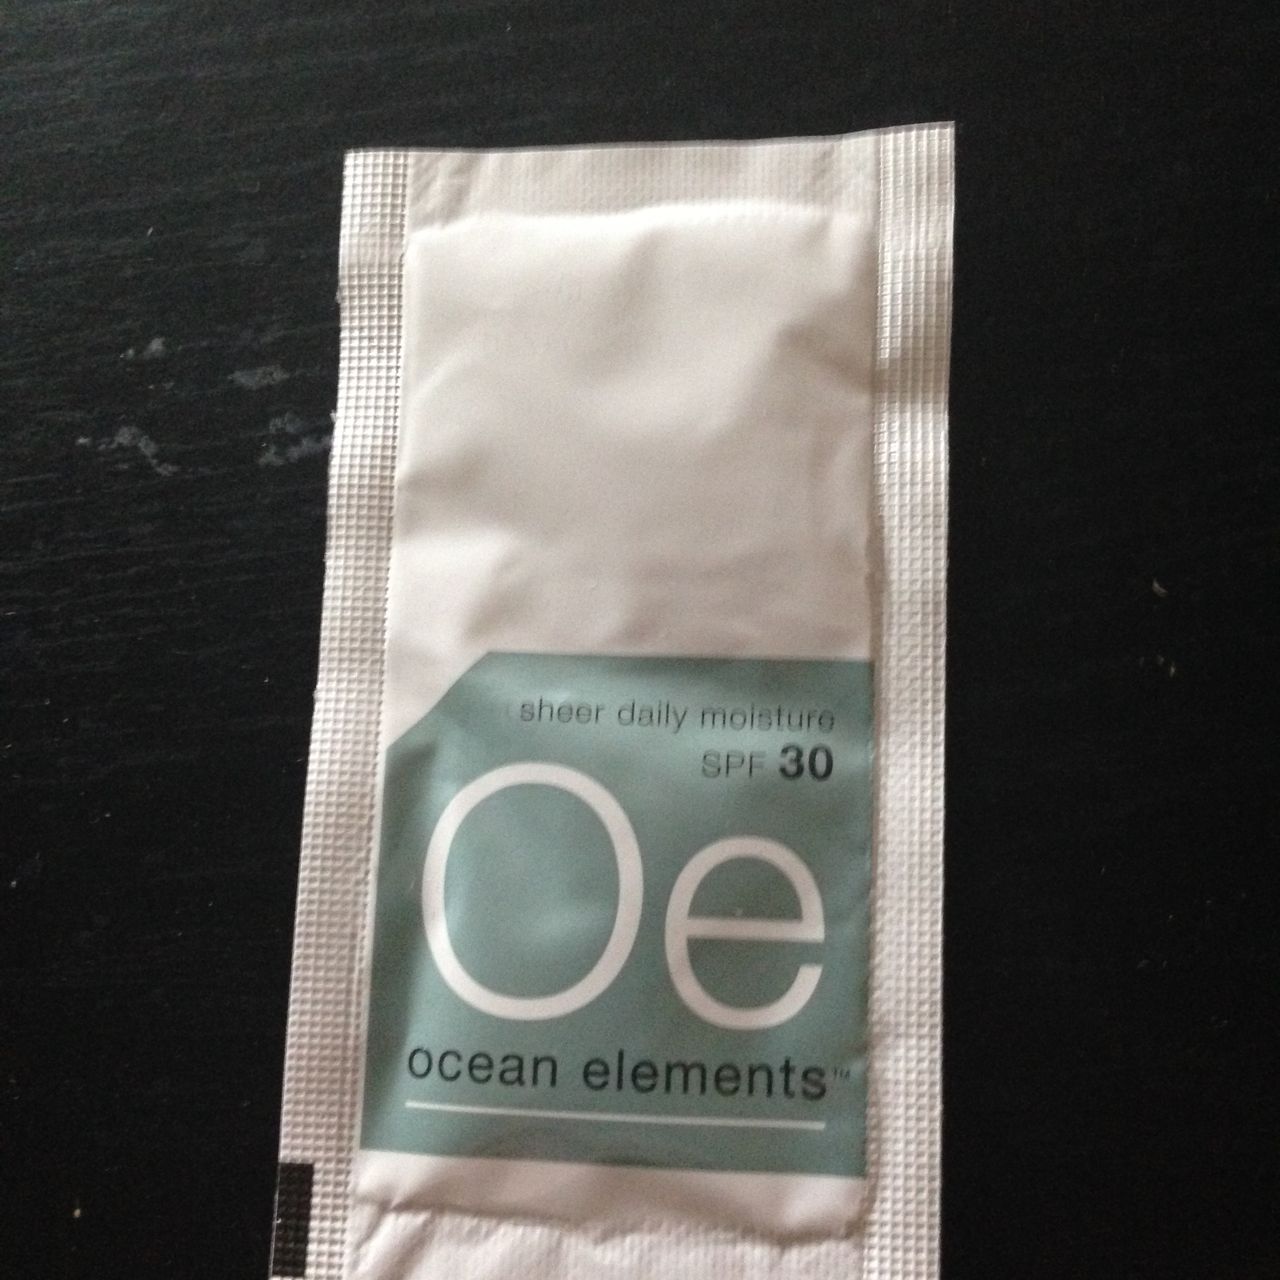 sheer daily moisture
SPF 30
Oe
ocean elements™